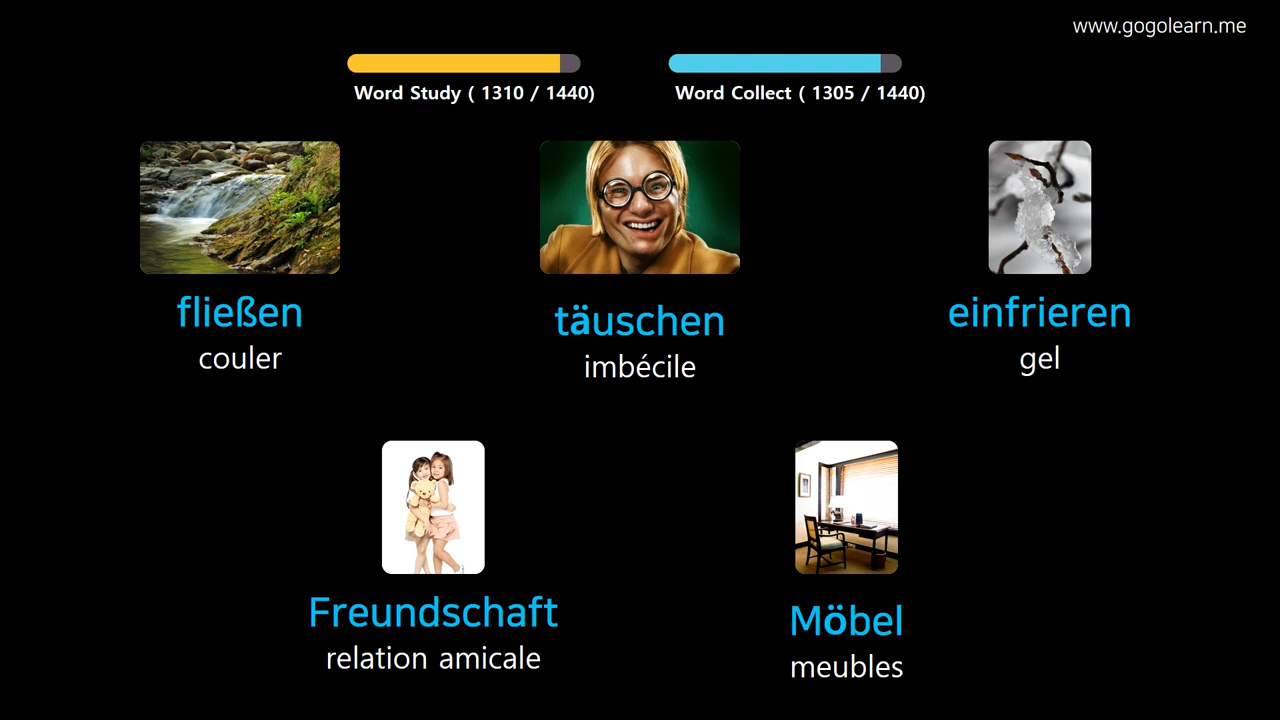 www.gogolearn.me
Word Study ( 1310 / 1440)
Word Collect ( 1305 / 1440)
fließen
couler
täuschen
imbécile
einfrieren
gel
Freundschaft
relation amicale
Möbel
meubles